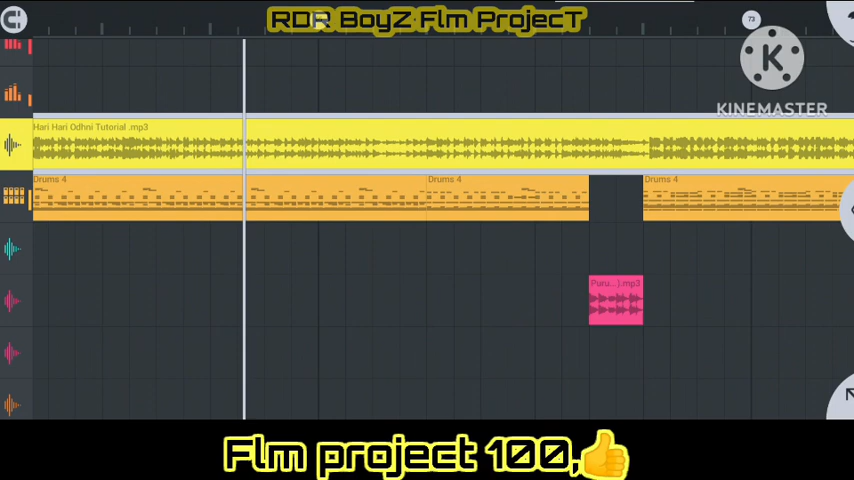 RDR BoyZ Flm ProjecT
73
KINEMASTER
Hari Hari Odhni Tutorial .mp3
Drums 4
Drums 4
Drums 4
Puru...).mp3
Flm project 100,👍